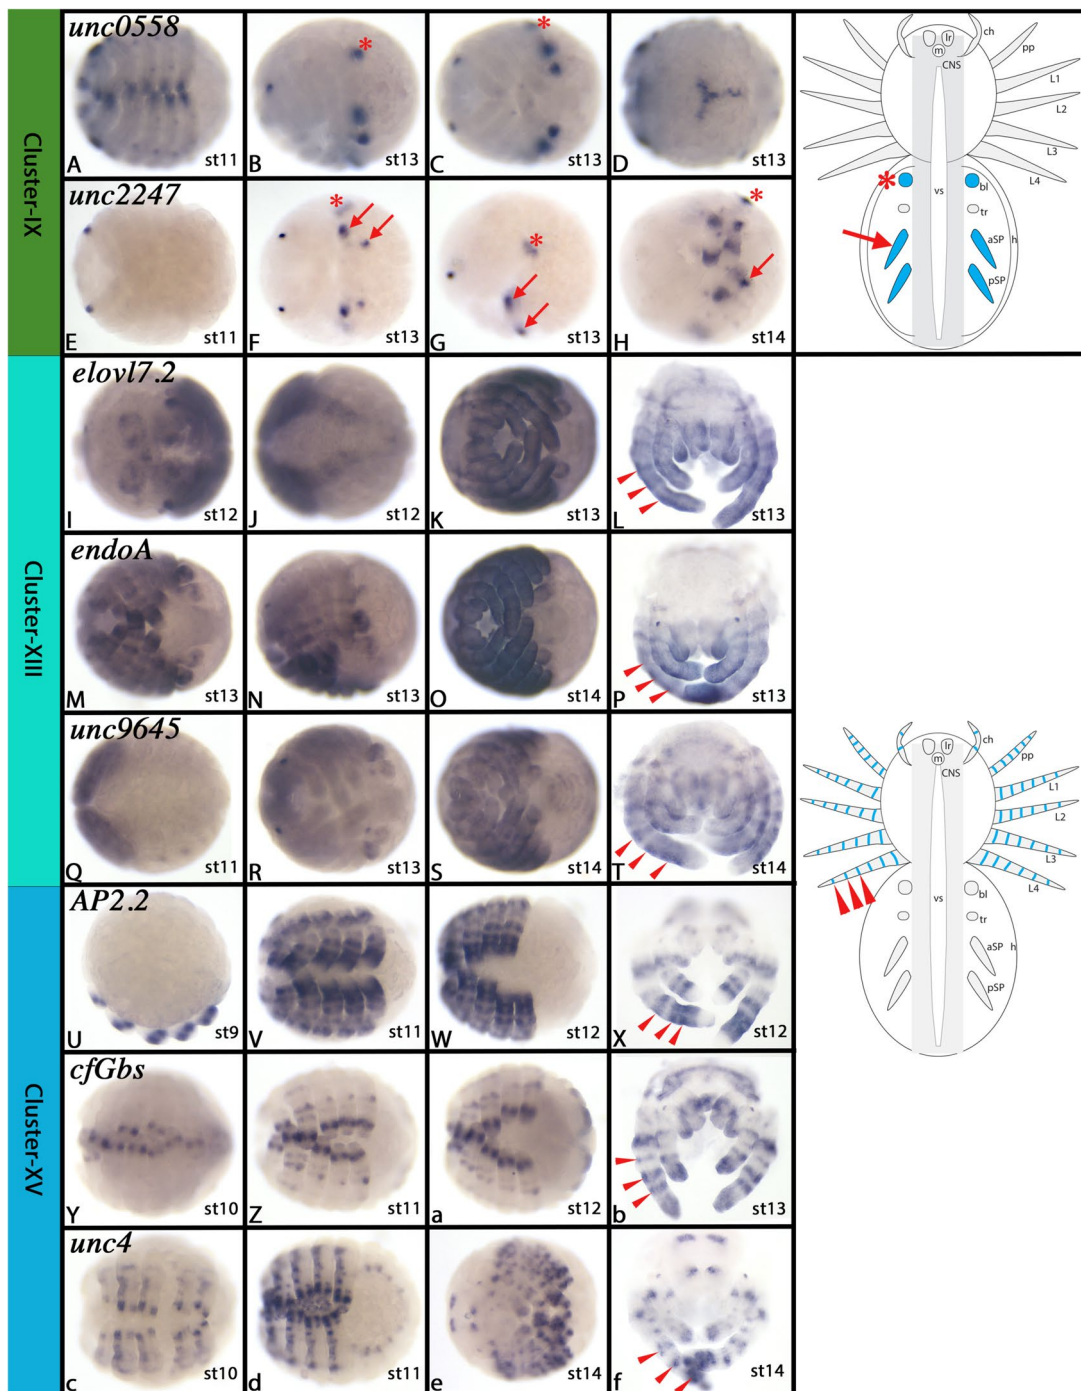 Cluster-IX
unc0558
A st11
B st13
C st13
D st13
unc2247
E st11
F st13
G st13
H st14
ch
lr
m
CNS
pp
L1
L2
L3
L4
vs
bl
tr
aSP h
pSP
Cluster-XIII
elovl7.2
I st12
J st12
K st13
L st13
endoA
M st13
N st13
O st14
P st13
unc9645
Q st11
R st13
S st14
T st14
ch
lr
m
CNS
pp
L1
L2
L3
L4
vs
bl
tr
aSP h
pSP
Cluster-XV
AP2.2
U st9
V st11
W st12
X st12
cfGbs
Y st10
Z st11
a st12
b st13
unc4
c st10
d st11
e st14
f st14